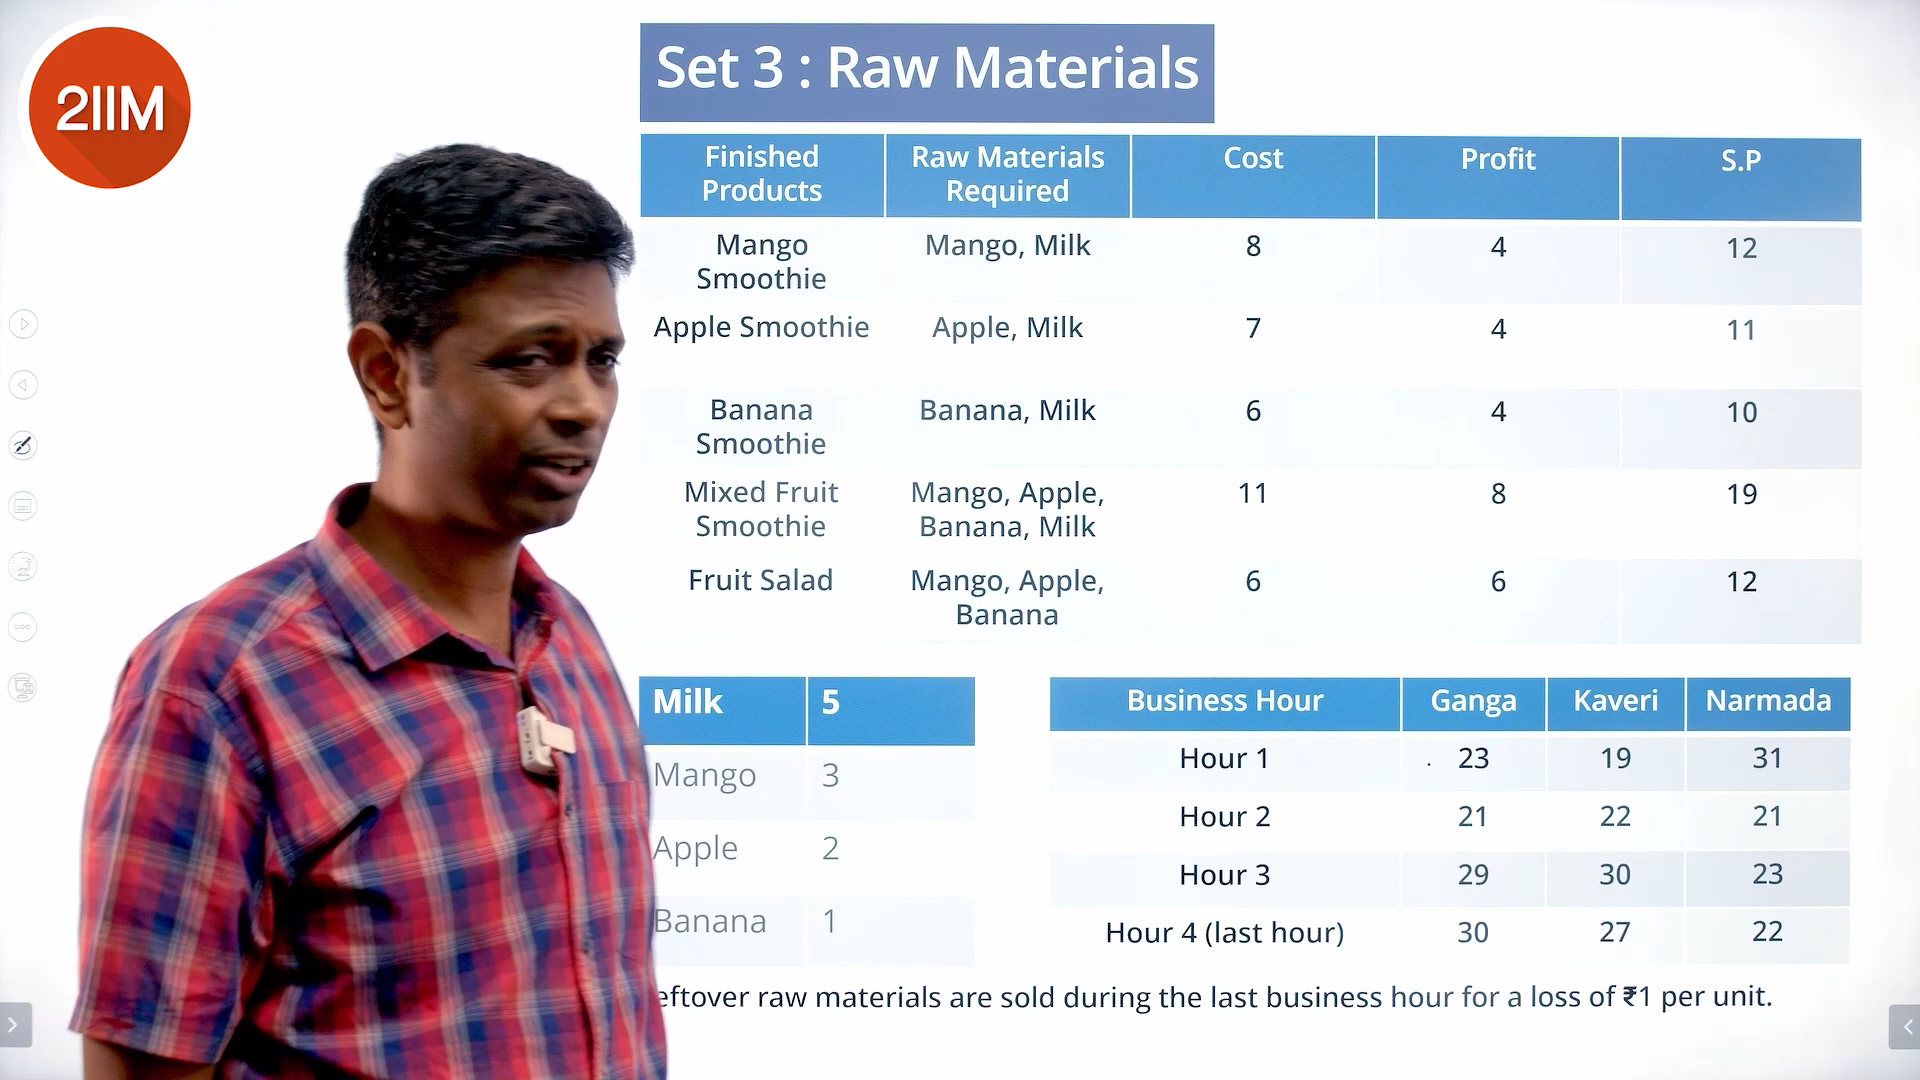 2IIM
Set 3 : Raw Materials
Finished Products | Raw Materials Required | Cost | Profit | S.P
Mango Smoothie | Mango, Milk | 8 | 4 | 12
Apple Smoothie | Apple, Milk | 7 | 4 | 11
Banana Smoothie | Banana, Milk | 6 | 4 | 10
Mixed Fruit Smoothie | Mango, Apple, Banana, Milk | 11 | 8 | 19
Fruit Salad | Mango, Apple, Banana | 6 | 6 | 12
Milk | 5
Mango | 3
Apple | 2
Banana | 1
Business Hour | Ganga | Kaveri | Narmada
Hour 1 | 23 | 19 | 31
Hour 2 | 21 | 22 | 21
Hour 3 | 29 | 30 | 23
Hour 4 (last hour) | 30 | 27 | 22
eftover raw materials are sold during the last business hour for a loss of ₹1 per unit.